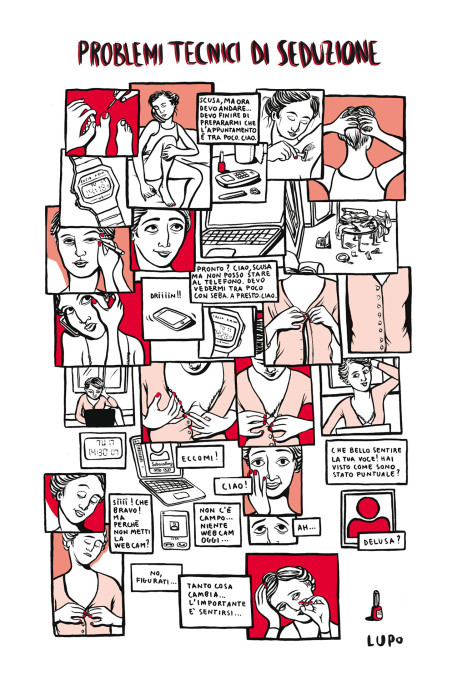 PROBLEMI TECNICI DI SEDUZIONE
SCUSA, MA ORA
DEVO ANDARE...
DEVO FINIRE DI
PREPARARMI CHE
L'APPUNTAMENTO
È TRA POCO. CIAO.
PRONTO? CIAO, SCUSA
MA NON POSSO STARE
AL TELEFONO. DEVO
VEDERMI TRA POCO
CON SEBA. A PRESTO. CIAO.
DRIIIIN!!
TU 17
14:30 07
ECCOMI!
CIAO!
CHE BELLO SENTIRE
LA TUA VOCE! HAI
VISTO COME SONO
STATO PUNTUALE?
SÌÌÌ! CHE
BRAVO!
MA
PERCHÉ
NON METTI
LA
WEBCAM?
NON C'È
CAMPO...
NIENTE
WEBCAM
OGGI...
AH...
DELUSA?
NO,
FIGURATI...
TANTO COSA
CAMBIA...
L'IMPORTANTE
È SENTIRSI...
LUPO